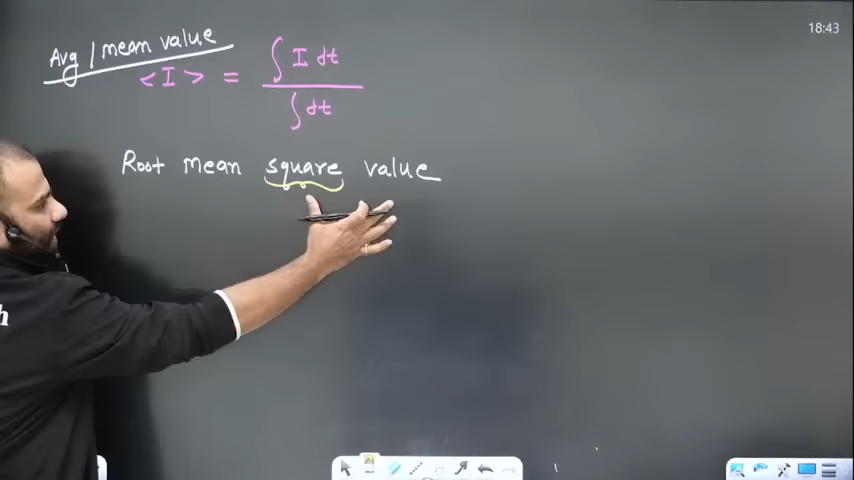 18:43
Avg / mean value
<I> = ∫ I dt / ∫ dt
Root mean square value
h